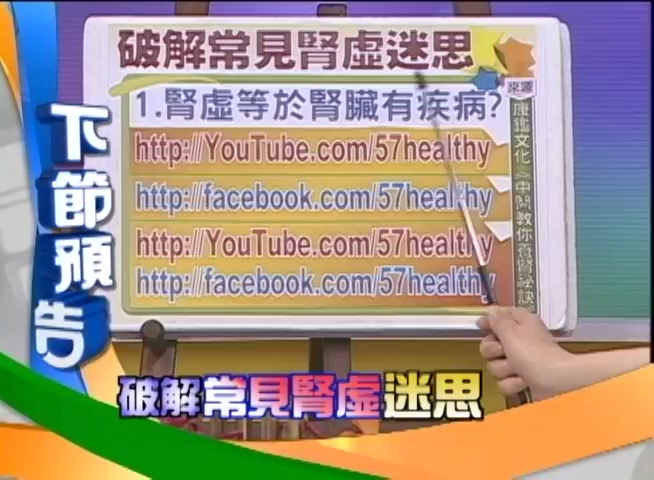 破解常見腎虛迷思
1.腎虛等於腎臟有疾病?
http://YouTube.com/57healthy
http://facebook.com/57healthy
http://YouTube.com/57healthy
http://facebook.com/57healthy
來源
康鑑文化《中醫教你養腎祕訣
下節預告
破解常見腎虛迷思